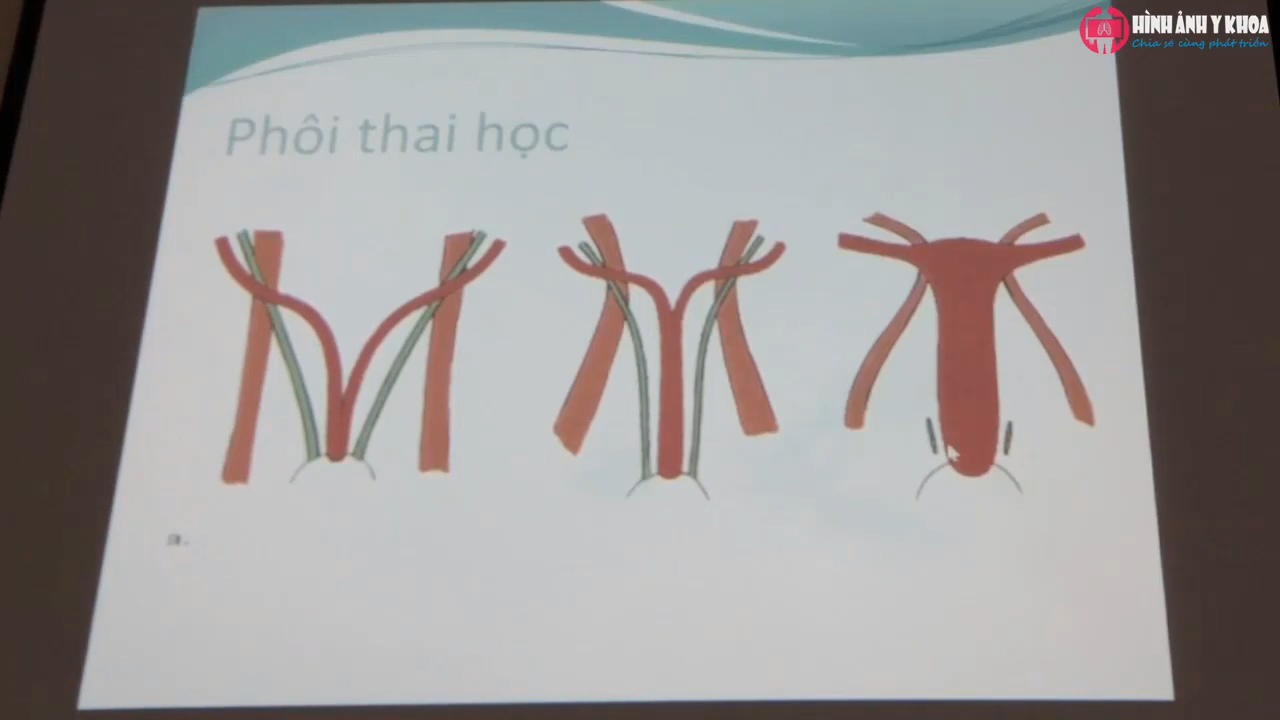 HÌNH ẢNH Y KHOA
Chia sẻ cùng phát triển
Phôi thai học
a.